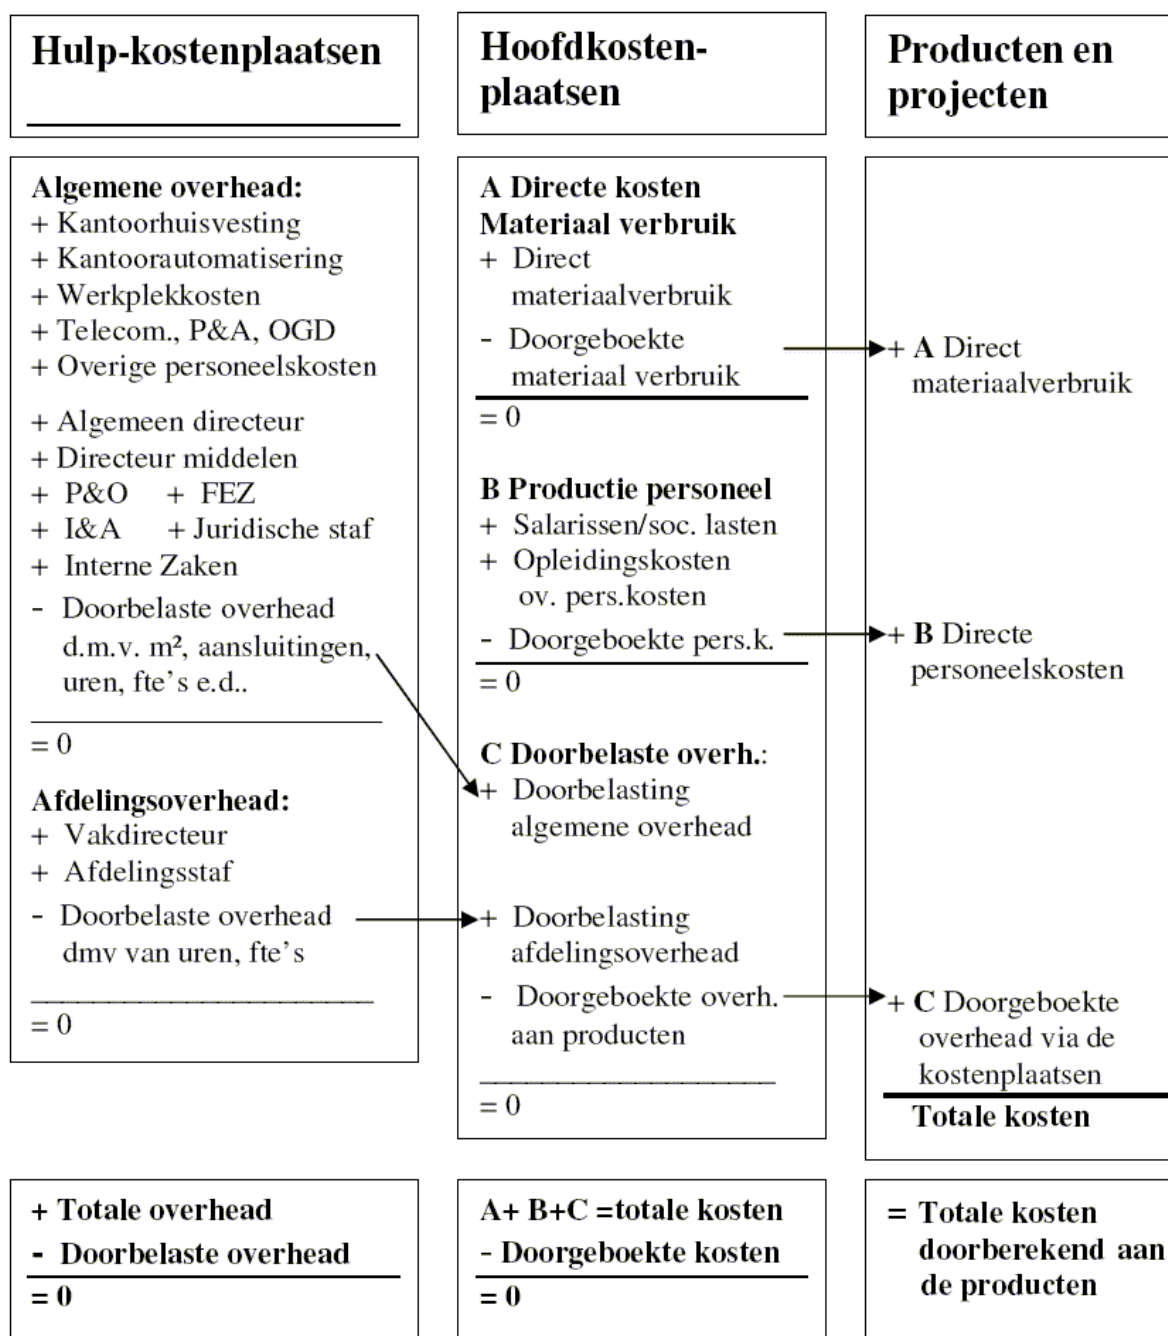 Hulp-kostenplaatsen
Hoofdkosten-
plaatsen
Producten en
projecten
Algemene overhead:
+ Kantoorhuisvesting
+ Kantoorautomatisering
+ Werkplekkosten
+ Telecom., P&A, OGD
+ Overige personeelskosten
+ Algemeen directeur
+ Directeur middelen
+ P&O + FEZ
+ I&A + Juridische staf
+ Interne Zaken
- Doorbelaste overhead
d.m.v. m², aansluitingen,
uren, fte's e.d..
= 0
Afdelingsoverhead:
+ Vakdirecteur
+ Afdelingsstaf
- Doorbelaste overhead
dmv van uren, fte's
= 0
A Directe kosten
Materiaal verbruik
+ Direct
materiaalverbruik
- Doorgeboekte
materiaal verbruik
= 0
B Productie personeel
+ Salarissen/soc. lasten
+ Opleidingskosten
ov. pers.kosten
- Doorgeboekte pers.k.
= 0
C Doorbelaste overh.:
+ Doorbelasting
algemene overhead
+ Doorbelasting
afdelingsoverhead
- Doorgeboekte overh.
aan producten
= 0
+ A Direct
materiaalverbruik
+ B Directe
personeelskosten
+ C Doorgeboekte
overhead via de
kostenplaatsen
Totale kosten
+ Totale overhead
- Doorbelaste overhead
= 0
A+ B+C =totale kosten
- Doorgeboekte kosten
= 0
= Totale kosten
doorberekend aan
de producten